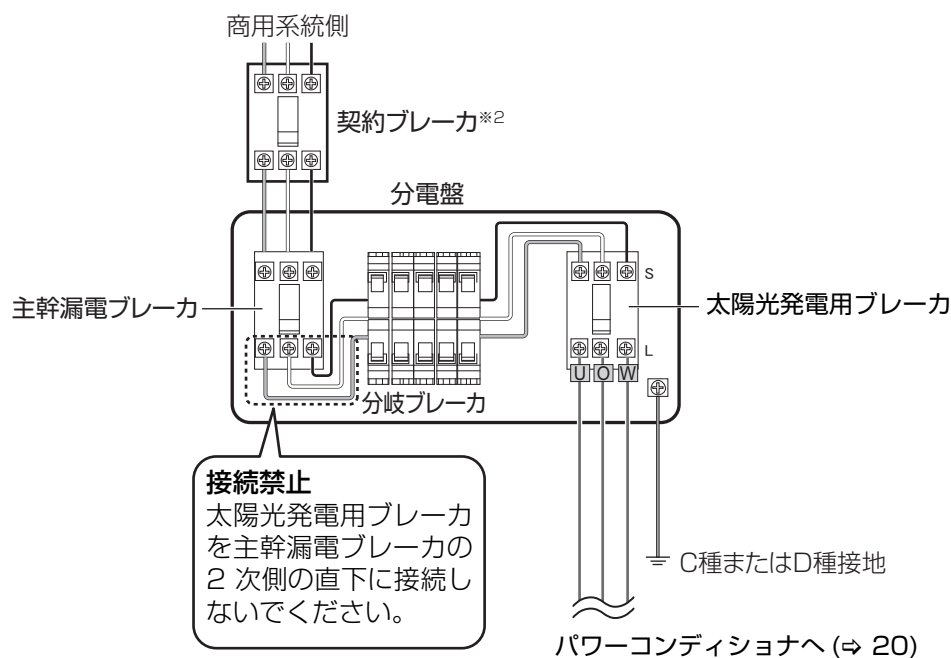 商用系統側
契約ブレーカ※2
分電盤
主幹漏電ブレーカ
S
太陽光発電用ブレーカ
L
U O W
分岐ブレーカ
接続禁止
太陽光発電用ブレーカ
を主幹漏電ブレーカの
2 次側の直下に接続し
ないでください。
C種またはD種接地
パワーコンディショナへ (⇨ 20)